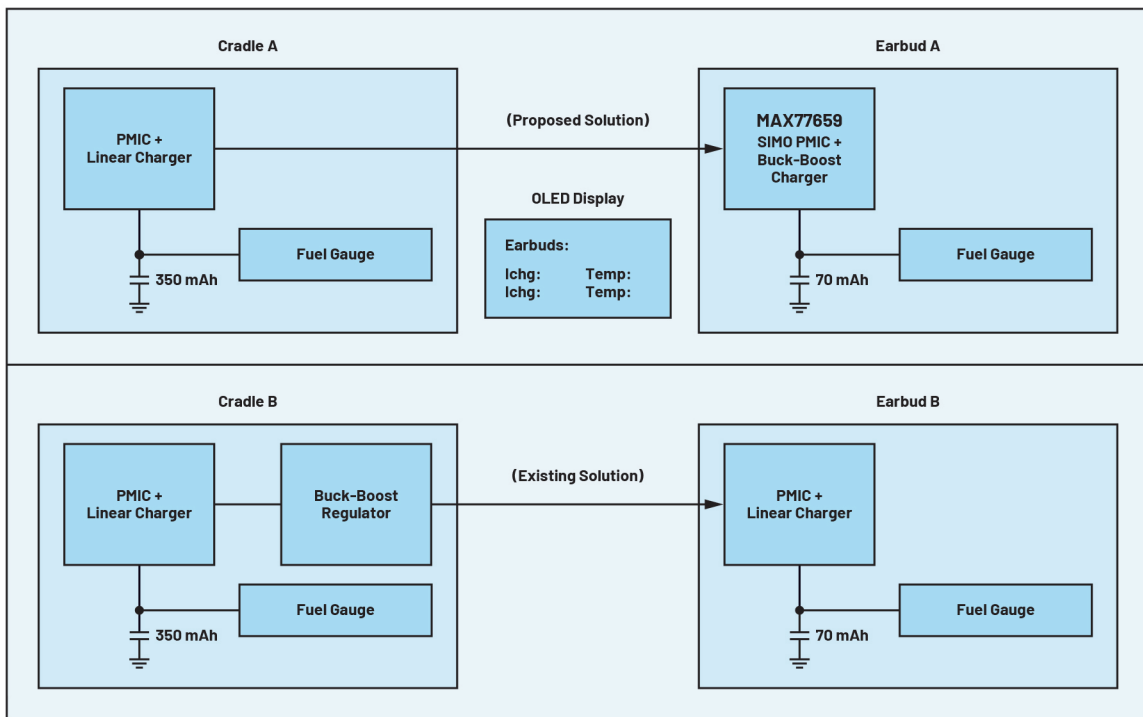 Cradle A
Earbud A
PMIC +
Linear Charger
(Proposed Solution)
MAX77659
SIMO PMIC +
Buck-Boost
Charger
OLED Display
Earbuds:
Ichg: Temp:
Ichg: Temp:
Fuel Gauge
350 mAh
Fuel Gauge
70 mAh
Cradle B
Earbud B
PMIC +
Linear Charger
Buck-Boost
Regulator
(Existing Solution)
PMIC +
Linear Charger
Fuel Gauge
350 mAh
Fuel Gauge
70 mAh